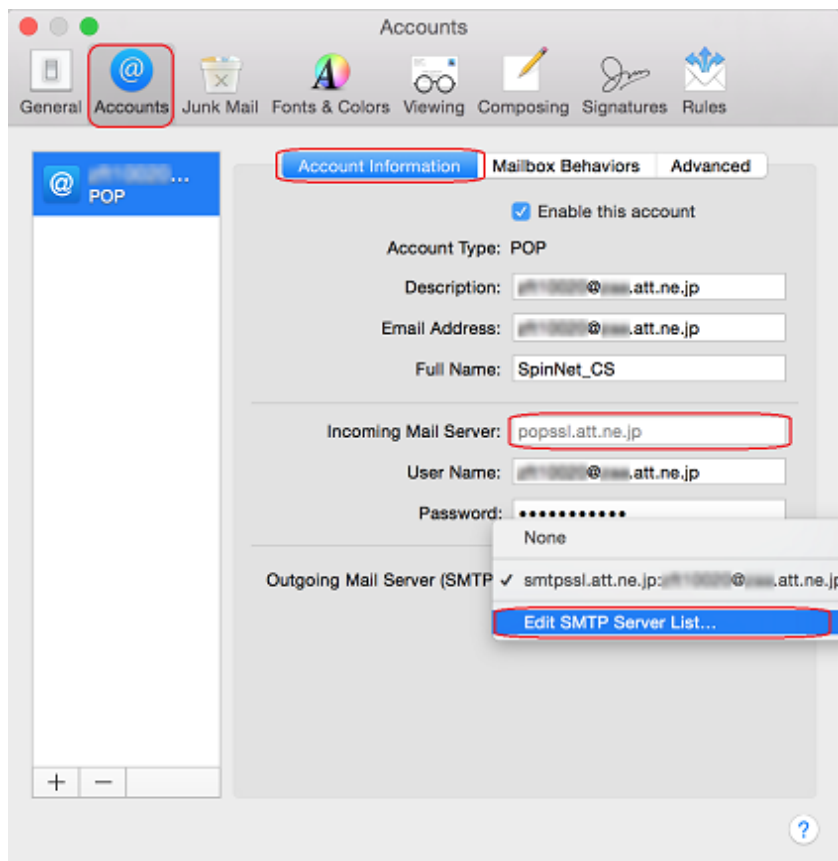 Accounts
General Accounts Junk Mail Fonts & Colors Viewing Composing Signatures Rules
Account Information Mailbox Behaviors Advanced
...
POP
Enable this account
Account Type: POP
Description: @ .att.ne.jp
Email Address: @ .att.ne.jp
Full Name: SpinNet_CS
Incoming Mail Server: popssl.att.ne.jp
User Name: @ .att.ne.jp
Password: •••••••••••
None
Outgoing Mail Server (SMTP ✓ smtpssl.att.ne.jp: @ .att.ne.jp
Edit SMTP Server List...
+ −
?